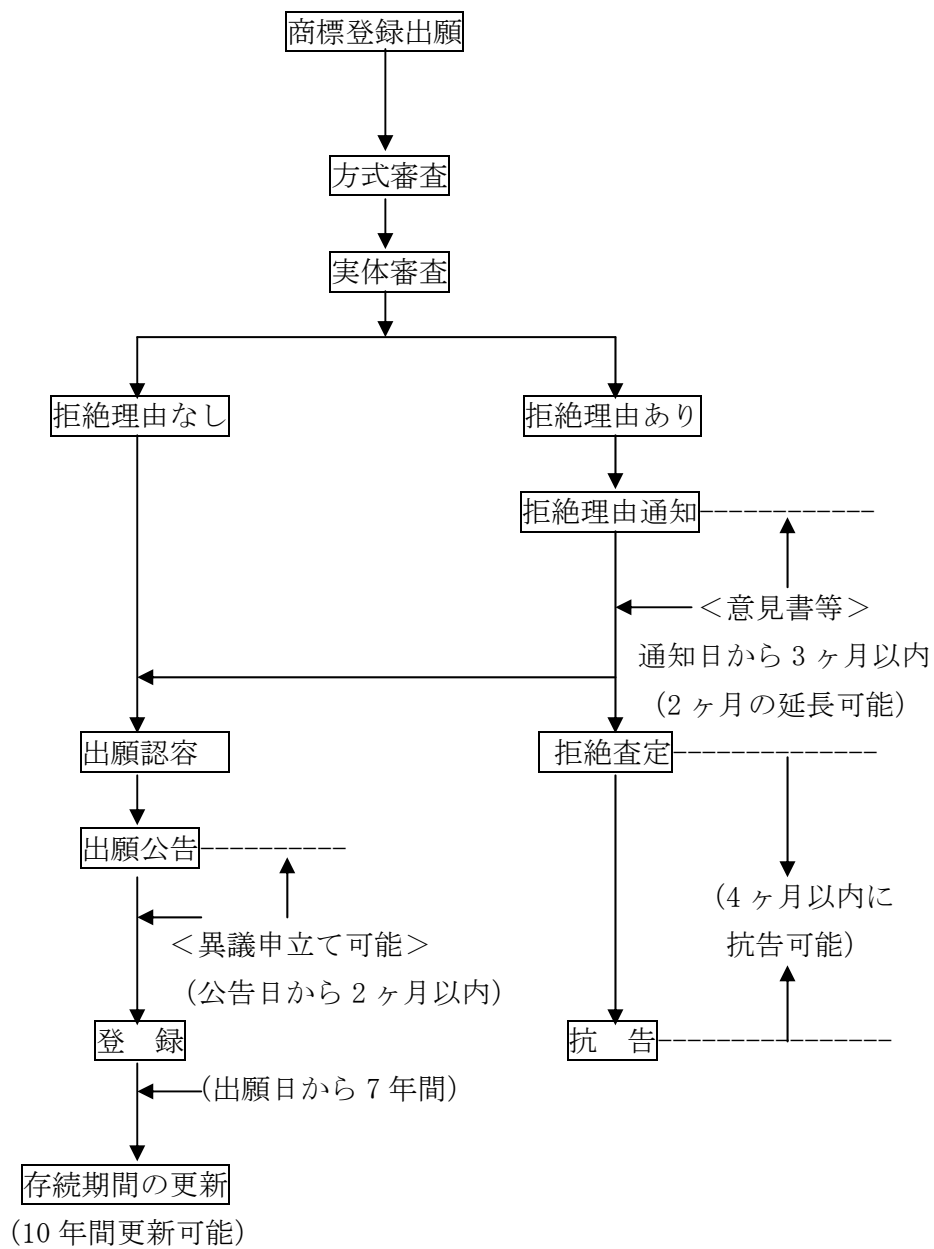 商標登録出願
方式審査
実体審査
拒絶理由なし
拒絶理由あり
拒絶理由通知
＜意見書等＞
通知日から3ヶ月以内
(2ヶ月の延長可能)
出願認容
拒絶査定
出願公告
(4ヶ月以内に
抗告可能)
＜異議申立て可能＞
(公告日から2ヶ月以内)
登　録
抗　告
(出願日から7年間)
存続期間の更新
(10年間更新可能)